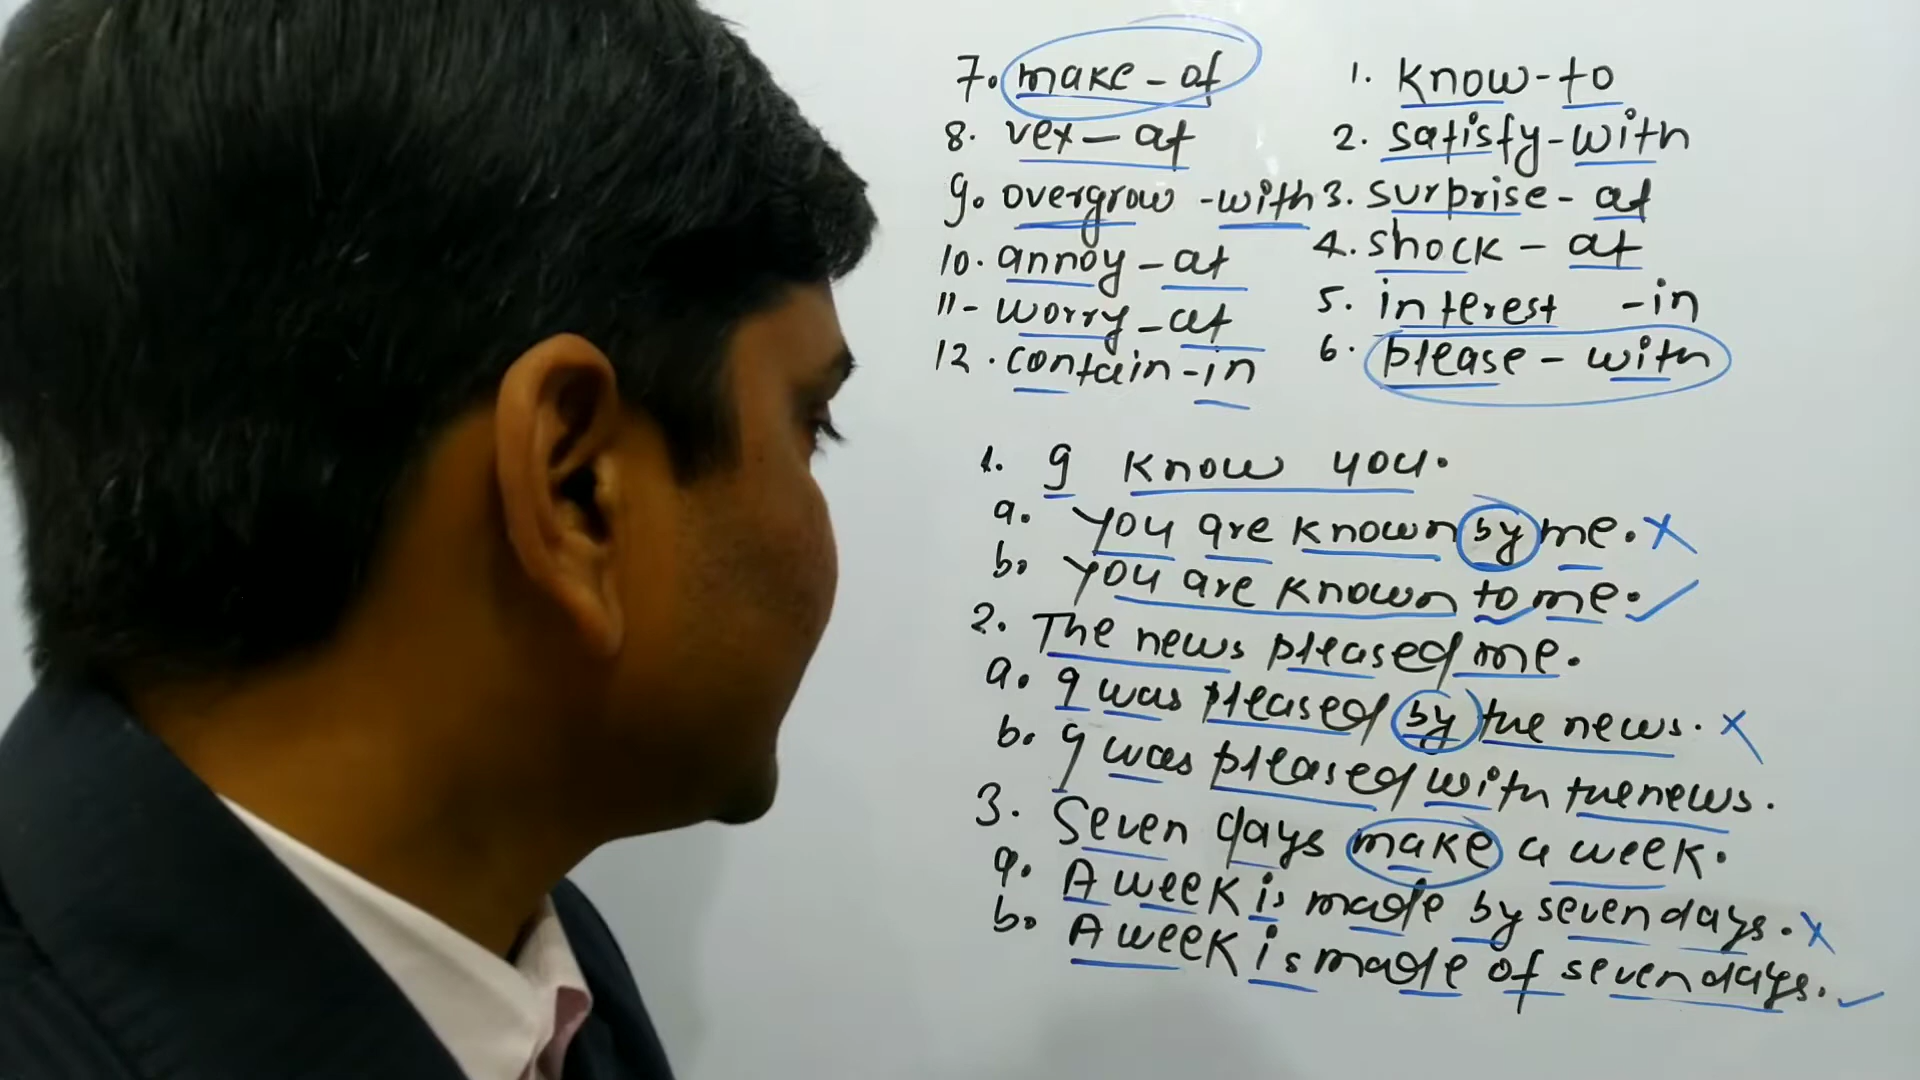 7. make - of
8. vex - at
9. overgrow - with
10. annoy - at
11 - worry - at
12. contain - in
1. know - to
2. satisfy - with
3. surprise - at
4. shock - at
5. interest - in
6. please - with
1. I know you.
a. You are known by me. X
b. You are known to me. ✓
2. The news pleased me.
a. I was pleased by the news. X
b. I was pleased with the news.
3. Seven days make a week.
a. A week is made by seven days. X
b. A week is made of seven days. ✓